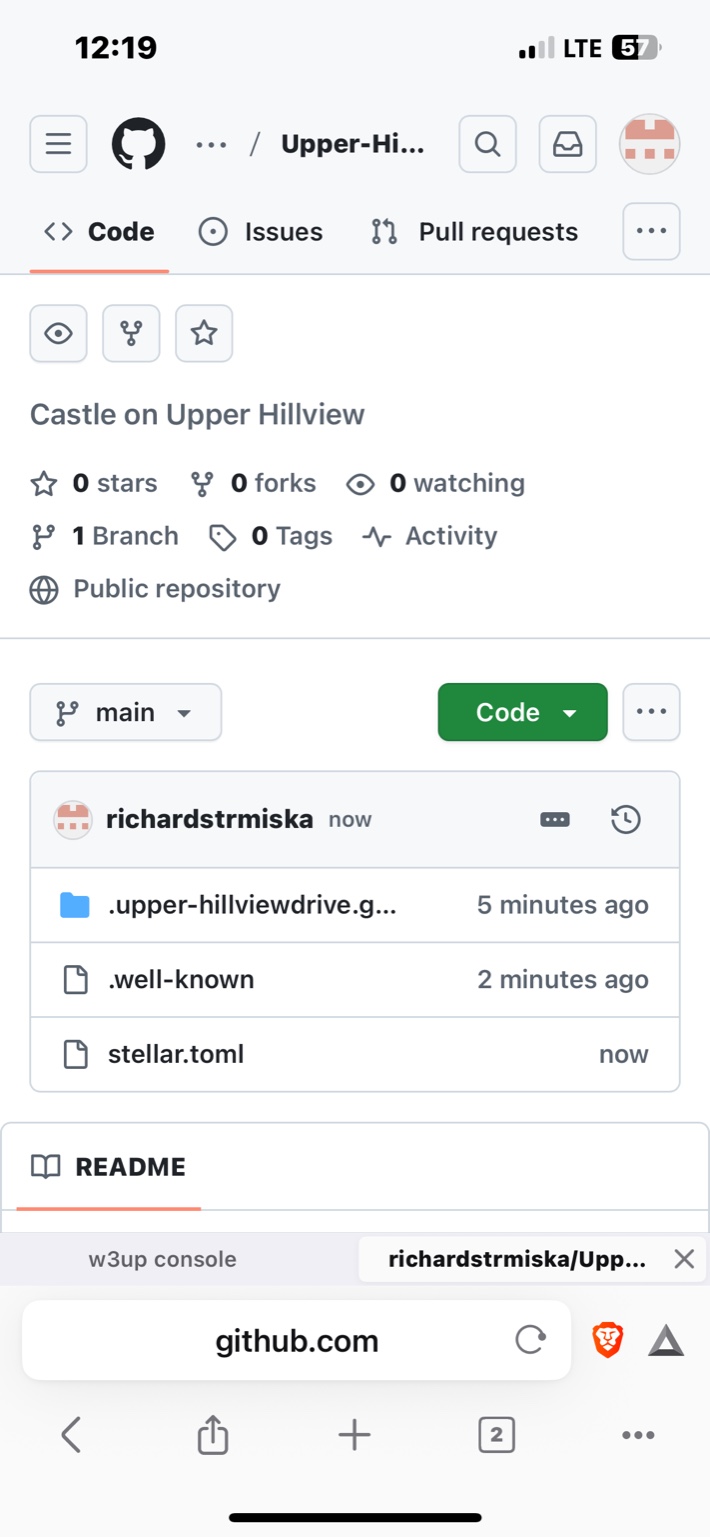 12:19 LTE 57
... / Upper-Hi...
Code Issues Pull requests
Castle on Upper Hillview
0 stars 0 forks 0 watching
1 Branch 0 Tags Activity
Public repository
main Code
richardstrmiska now
.upper-hillviewdrive.g... 5 minutes ago
.well-known 2 minutes ago
stellar.toml now
README
w3up console richardstrmiska/Upp...
github.com
2